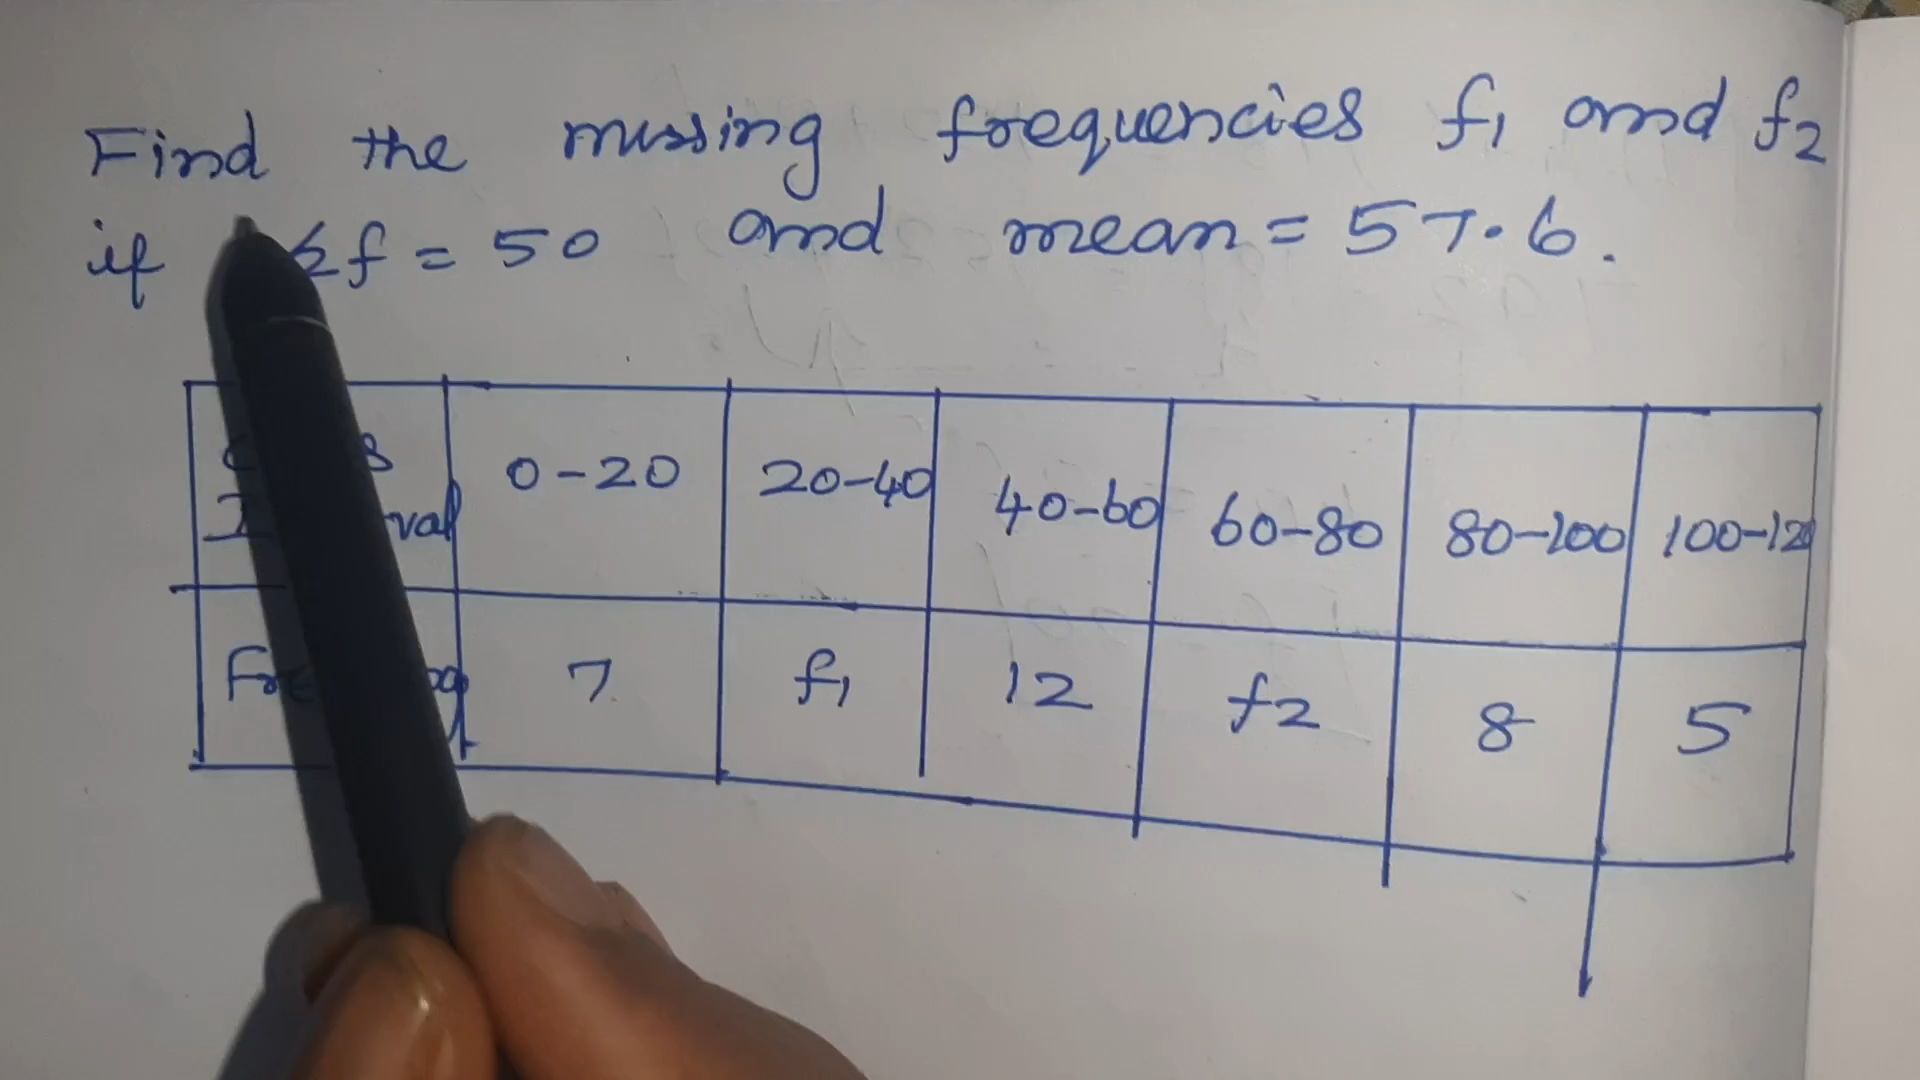 Find the missing frequencies f1 and f2
if Σf = 50 and mean = 57.6.
0-20 20-40 40-60 60-80 80-100 100-120
7 f1 12 f2 8 5